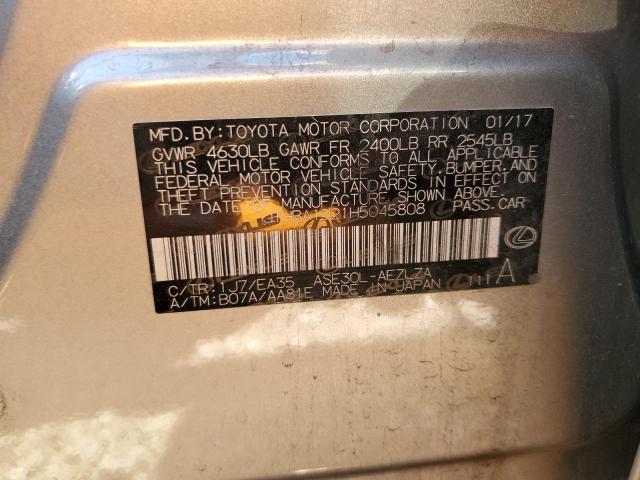 MFD.BY:TOYOTA MOTOR CORPORATION 01/17
GVWR 4630LB GAWR FR 2400LB RR 2545LB
THIS VEHICLE CONFORMS TO ALL APPLICABLE
FEDERAL MOTOR VEHICLE SAFETY,BUMPER,AND
THEFT PREVENTION STANDARDS IN EFFECT ON
THE DATE OF MANUFACTURE SHOWN ABOVE.
PASS.CAR
C/TR:1J7/EA35 ASE30L-AEZLZA
A/TM:B07A/AA81E MADE IN JAPAN
A